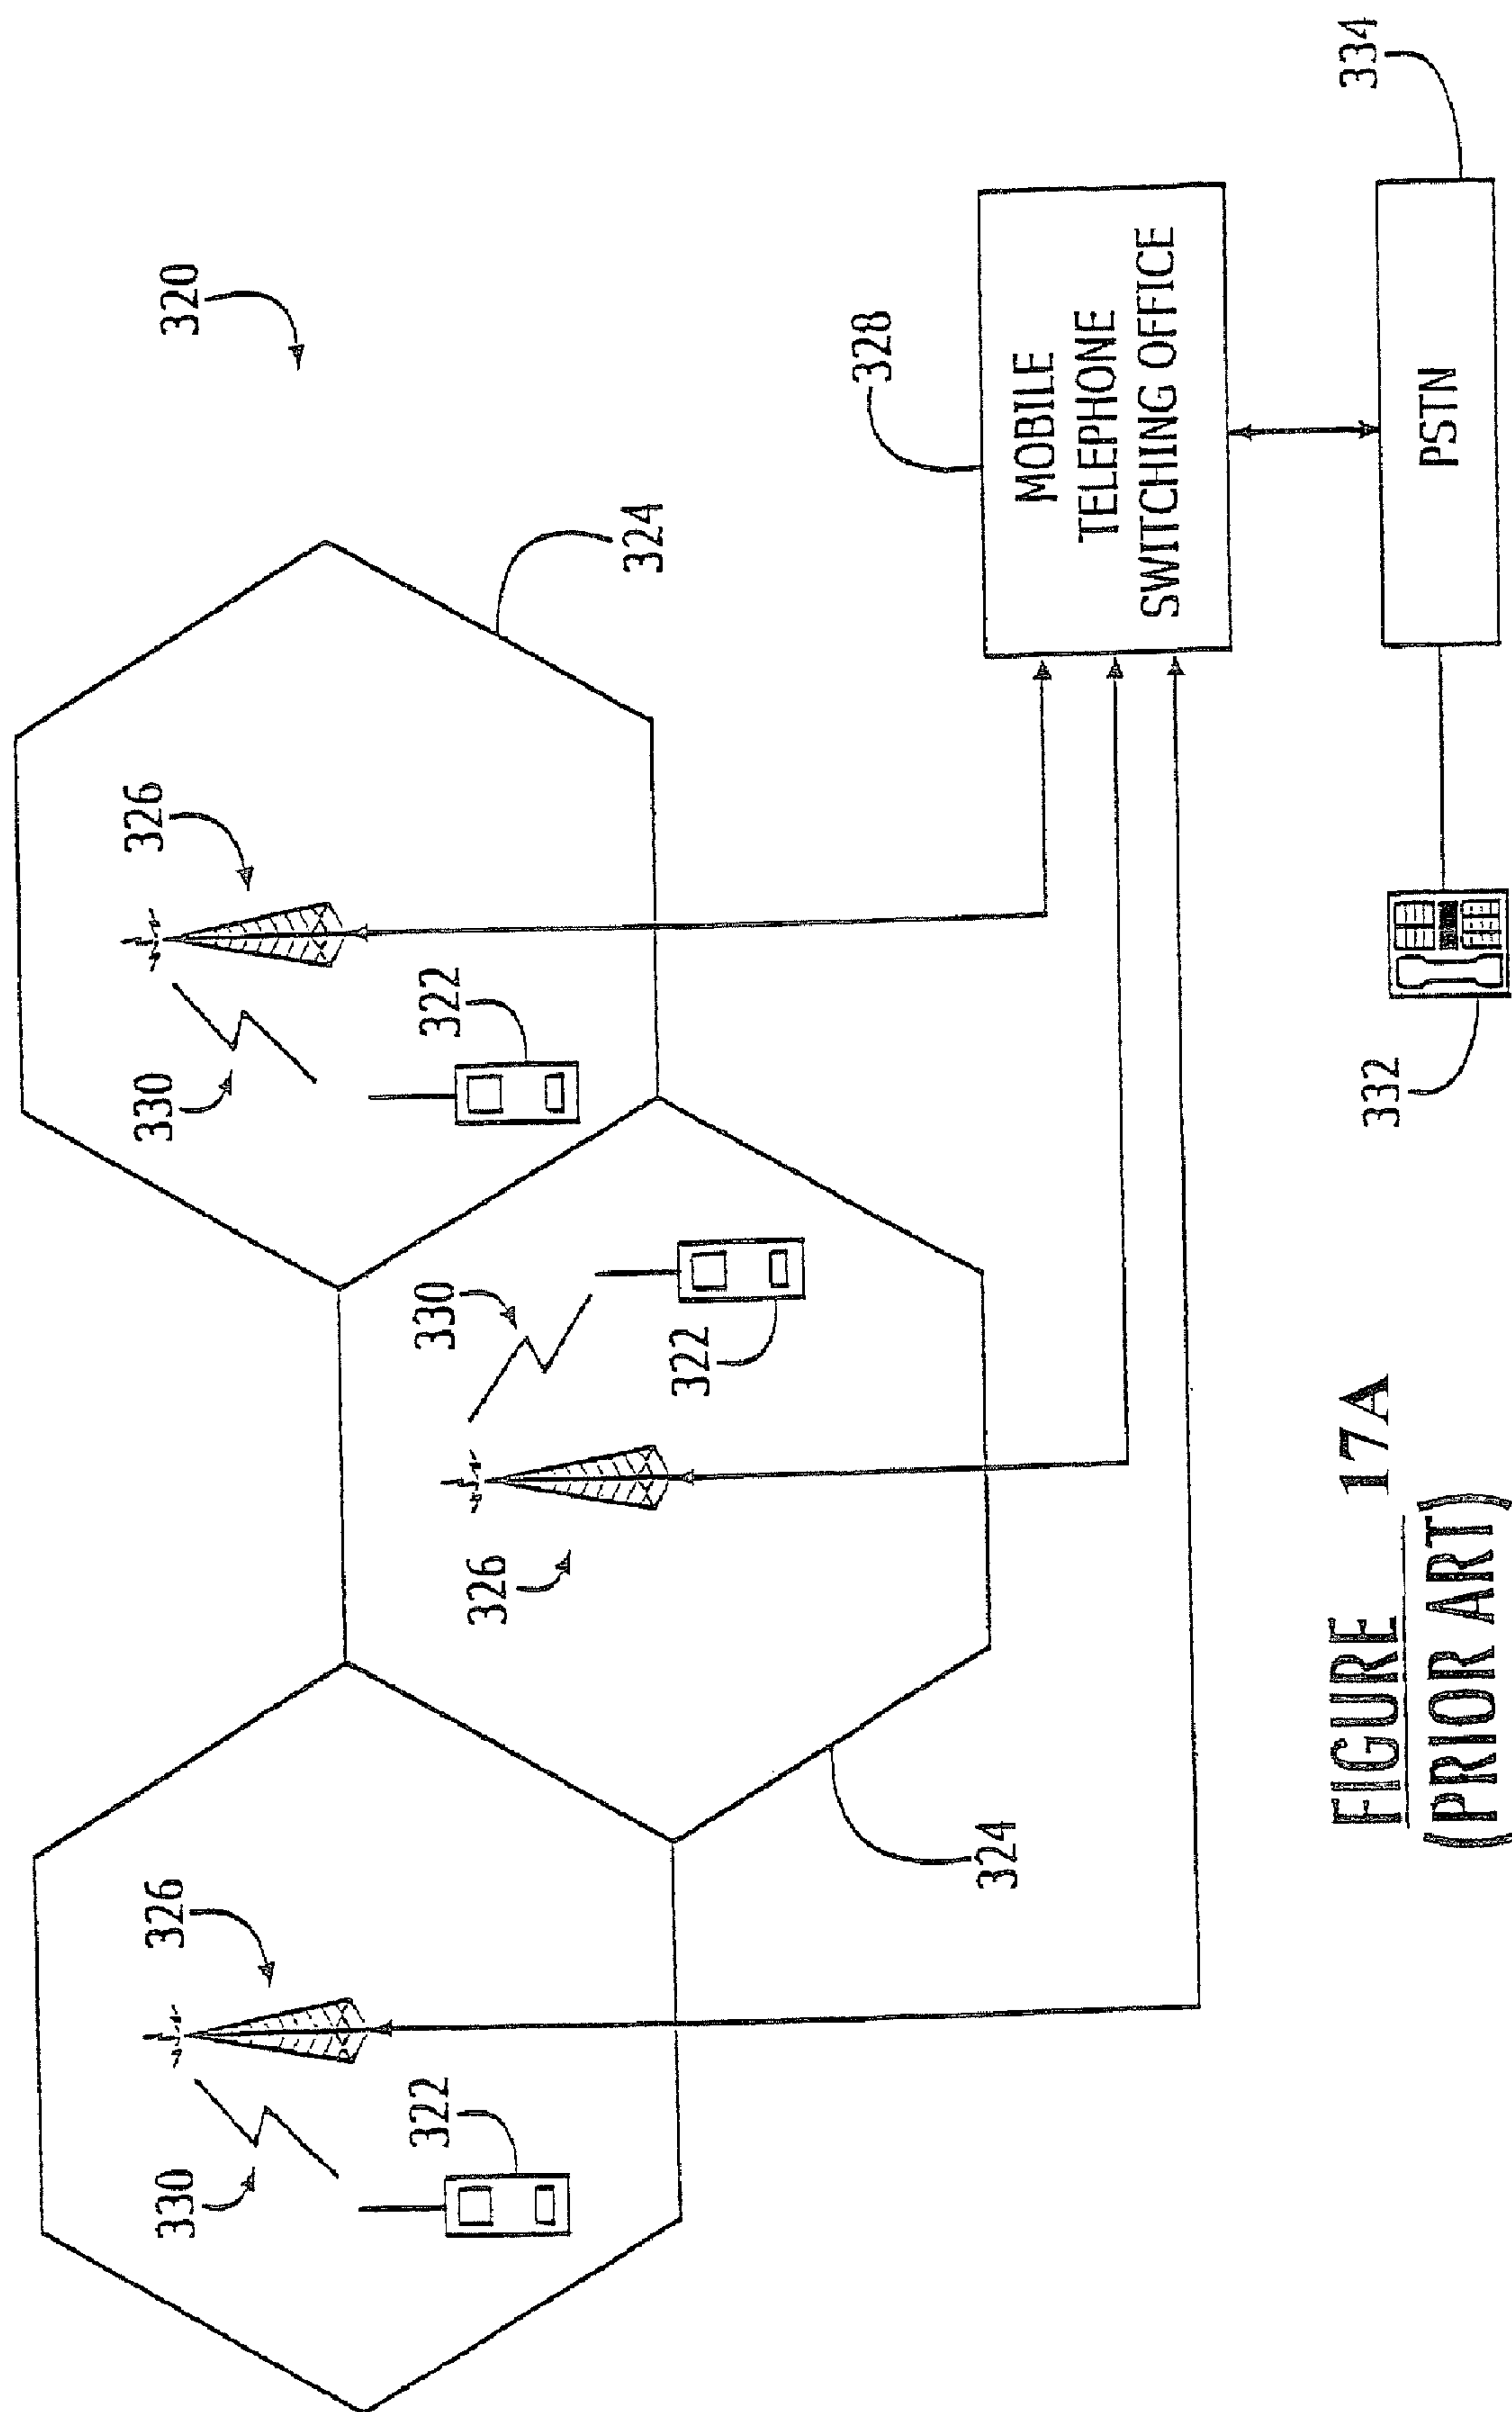 320
326
326
330
330
322
322
324
330
326
322
324
328
MOBILE
TELEPHONE
SWITCHING OFFICE
PSTN
334
332
FIGURE 17A
(PRIOR ART)